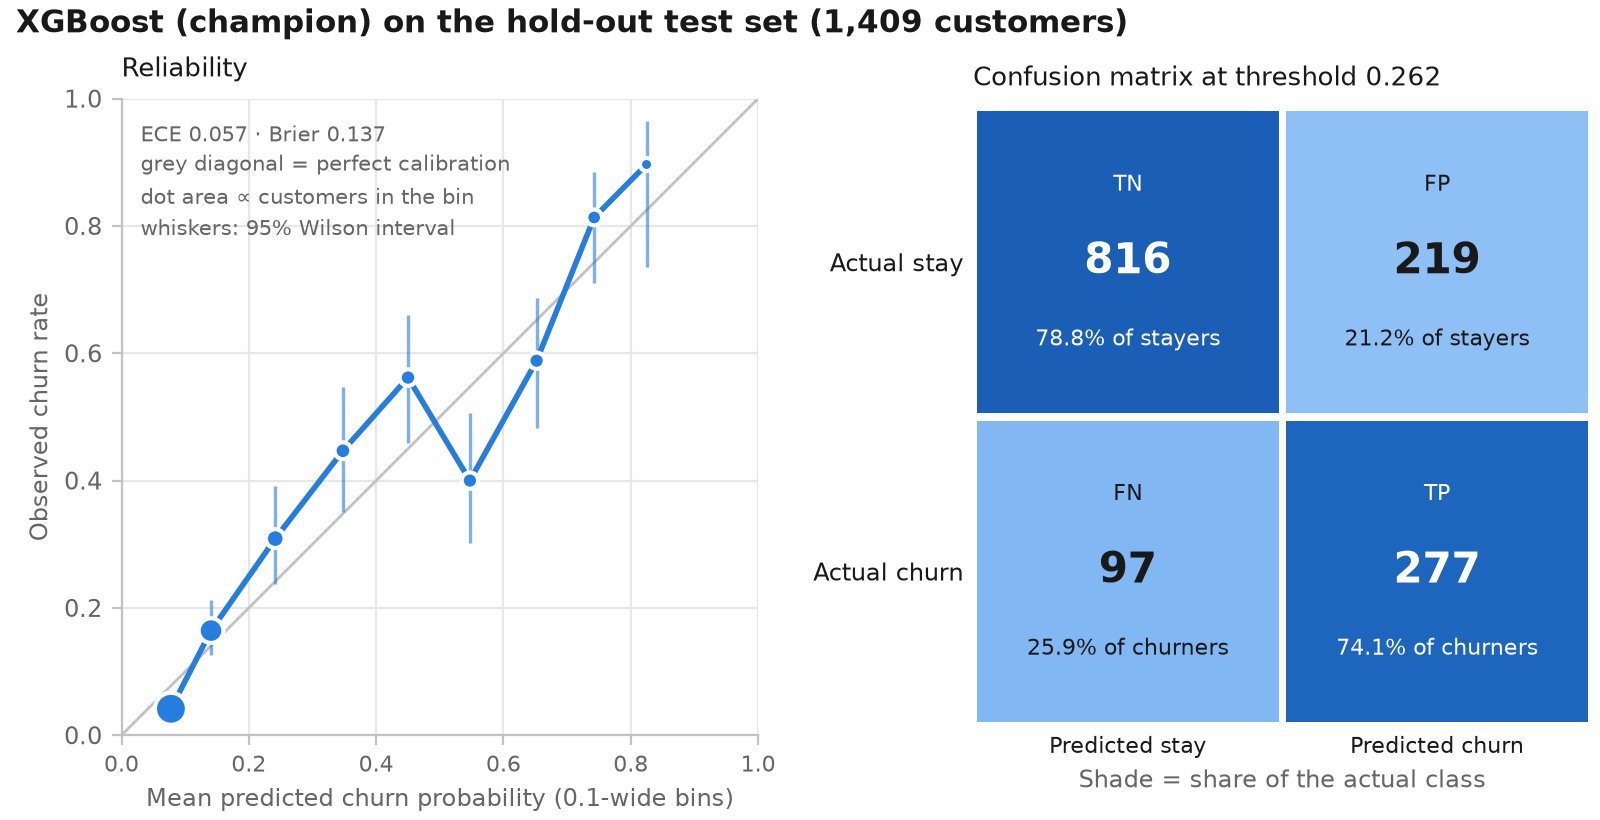 XGBoost (champion) on the hold-out test set (1,409 customers)
Reliability
ECE 0.057 · Brier 0.137
grey diagonal = perfect calibration
dot area ∝ customers in the bin
whiskers: 95% Wilson interval
1.0
0.8
0.6
0.4
0.2
0.0
Observed churn rate
0.0 0.2 0.4 0.6 0.8 1.0
Mean predicted churn probability (0.1-wide bins)
Confusion matrix at threshold 0.262
Actual stay
TN
816
78.8% of stayers
FP
219
21.2% of stayers
Actual churn
FN
97
25.9% of churners
TP
277
74.1% of churners
Predicted stay
Predicted churn
Shade = share of the actual class